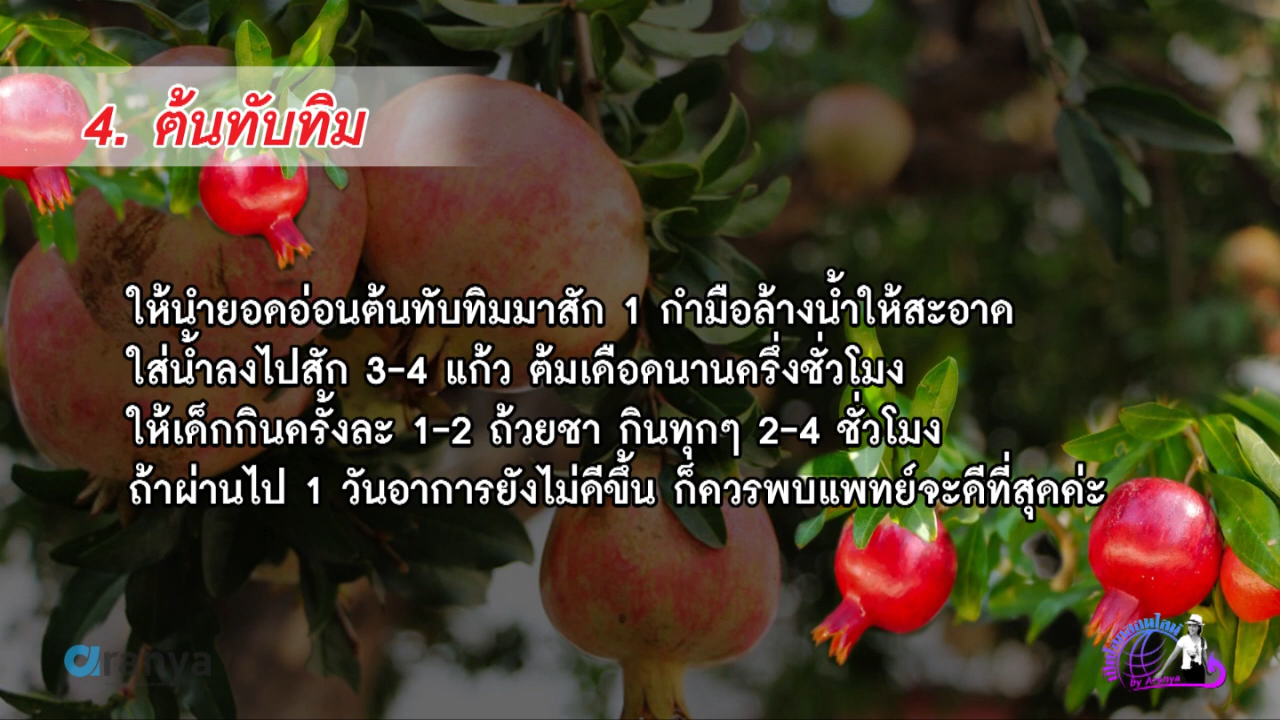 4. ต้นทับทิม
ให้นำยอดอ่อนต้นทับทิมมาสัก 1 กำมือล้างน้ำให้สะอาด
ใส่น้ำลงไปสัก 3-4 แก้ว ต้มเดือดนานครึ่งชั่วโมง
ให้เด็กกินครั้งละ 1-2 ถ้วยชา กินทุกๆ 2-4 ชั่วโมง
ถ้าผ่านไป 1 วันอาการยังไม่ดีขึ้น ก็ควรพบแพทย์จะดีที่สุดค่ะ
aranya
by Aranya